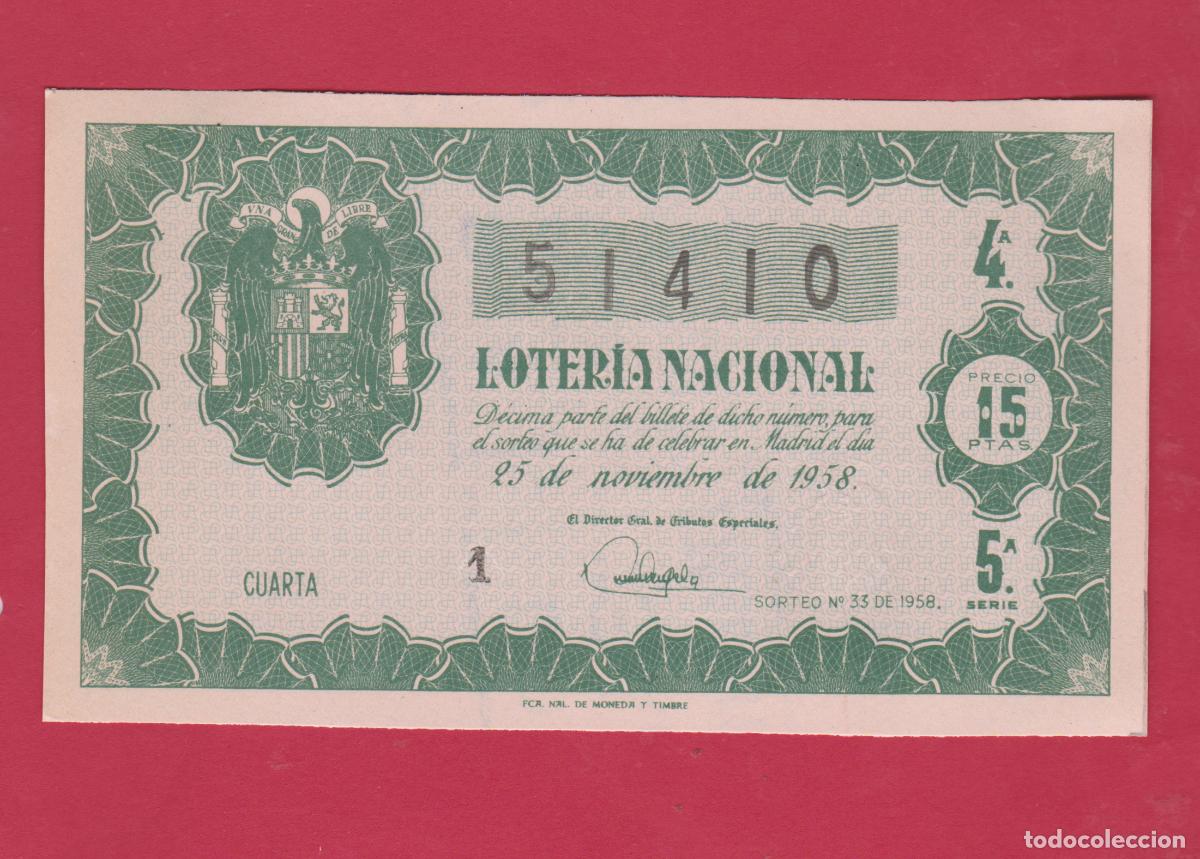 VNA GRANDE LIBRE
51410
4.ª
LOTERÍA NACIONAL
PRECIO
15
PTAS
Décima parte del billete de dicho número, para
el sorteo que se ha de celebrar en Madrid el día
25 de noviembre de 1958.
El Director Gral. de Tributos Especiales,
5.ª
SERIE
CUARTA
1
SORTEO Nº 33 DE 1958.
FCA. NAL. DE MONEDA Y TIMBRE
todocoleccion